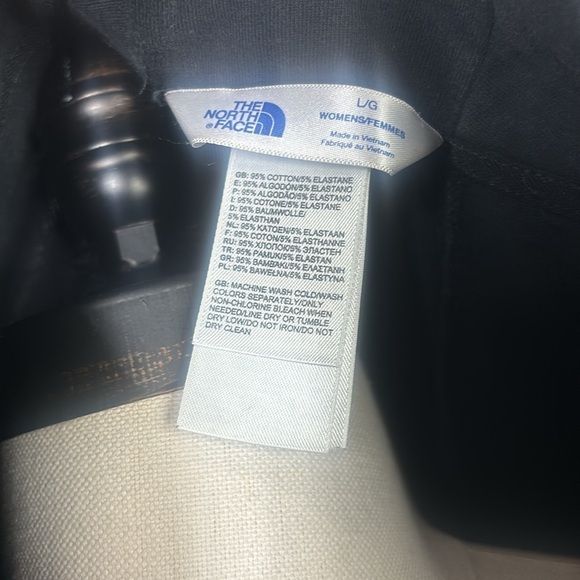 THE
NORTH
FACE
L/G
WOMENS/FEMMES
Made in Vietnam
Fabriqué au Vietnam
GB: 95% COTTON/5% ELASTANE
E: 95% ALGODÓN/5% ELASTANO
P: 95% ALGODÃO/5% ELASTANO
I: 95% COTONE/5% ELASTANE
D: 95% BAUMWOLLE/
5% ELASTHAN
NL: 95% KATOEN/5% ELASTAAN
F: 95% COTON/5% ELASTHANNE
RU: 95% ХЛОПОК/5% ЭЛАСТЕН
TR: 95% PAMUK/5% ELASTAN
GR: 95% ΒΑΜΒΑΚΙ/5% ΕΛΑΣΤΑΝΗ
PL: 95% BAWEŁNA/5% ELASTYNA
GB: MACHINE WASH COLD/WASH
COLORS SEPARATELY/ONLY
NON-CHLORINE BLEACH WHEN
NEEDED/LINE DRY OR TUMBLE
DRY LOW/DO NOT IRON/DO NOT
DRY CLEAN